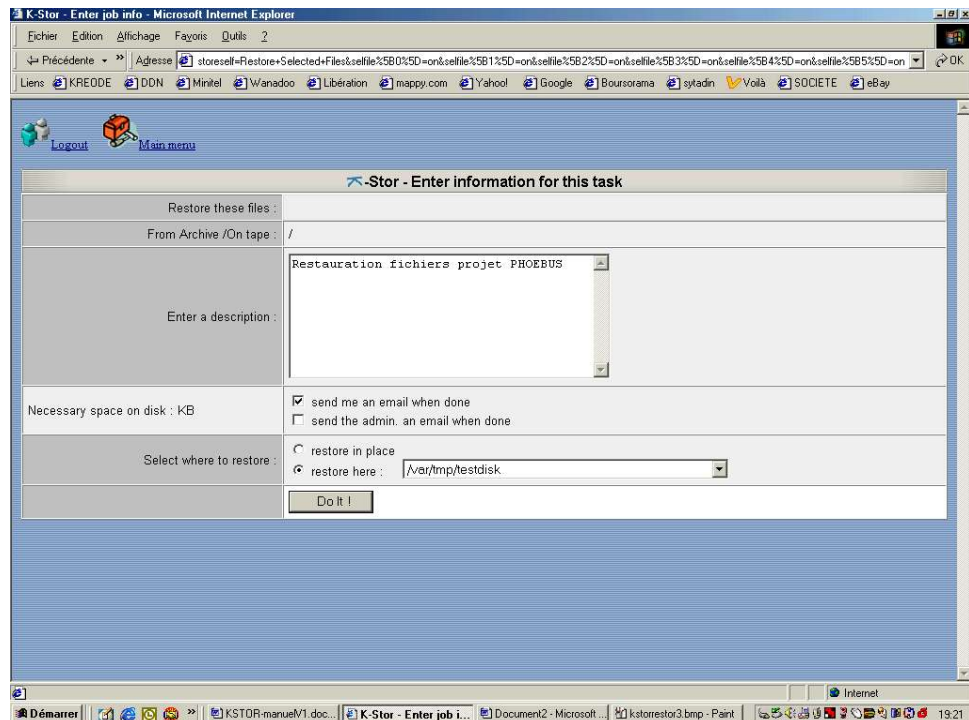 K-Stor - Enter job info - Microsoft Internet Explorer
Fichier Edition Affichage Favoris Outils ?
Précédente » Adresse storeself=Restore+Selected+Files&selfile%5B0%5D=on&selfile%5B1%5D=on&selfile%5B2%5D=on&selfile%5B3%5D=on&selfile%5B4%5D=on&selfile%5B5%5D=on OK
Liens KREODE DDN Minitel Wanadoo Libération mappy.com Yahoo! Google Boursorama sytadin Voilà SOCIETE eBay
Logout Main menu
K-Stor - Enter information for this task
Restore these files :
From Archive /On tape : /
Enter a description : Restauration fichiers projet PHOEBUS
Necessary space on disk : KB
send me an email when done
send the admin. an email when done
Select where to restore :
restore in place
restore here : /var/tmp/testdisk
Do It !
Internet
Démarrer » KSTOR-manuelV1.doc... K-Stor - Enter job i... Document2 - Microsoft ... kstorrestor3.bmp - Paint 19:21